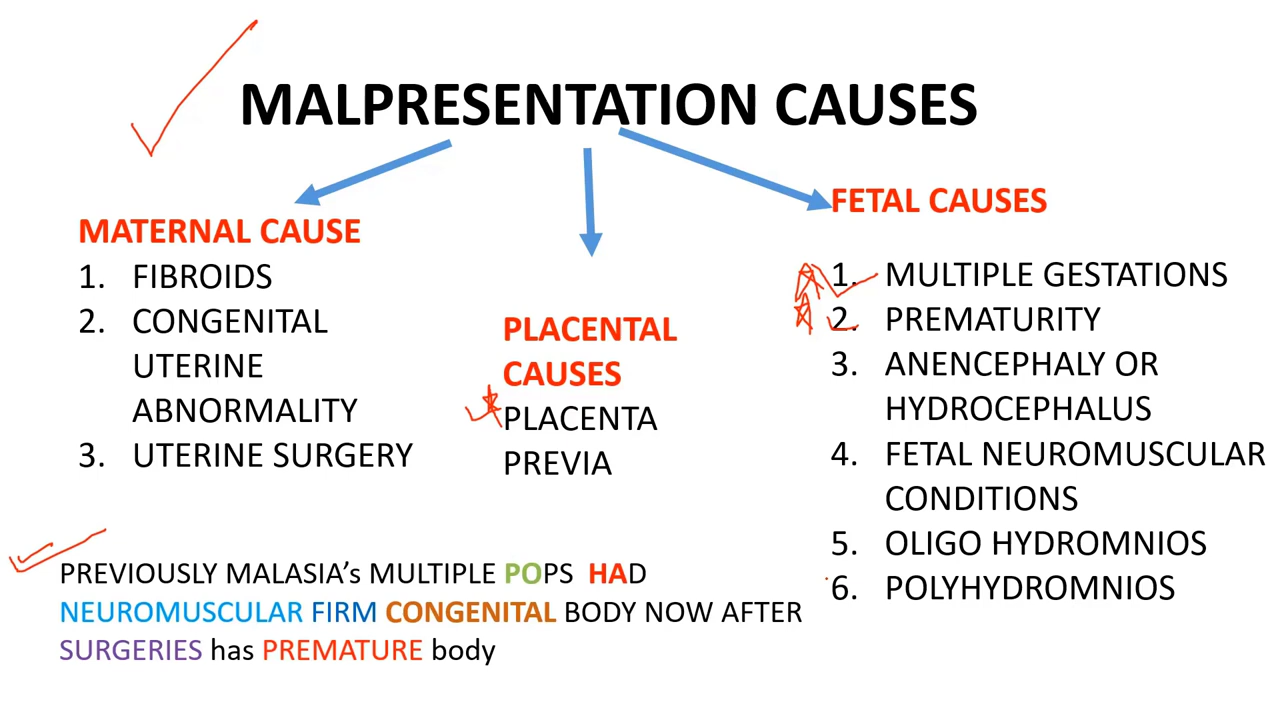 MALPRESENTATION CAUSES
MATERNAL CAUSE
1. FIBROIDS
2. CONGENITAL
UTERINE
ABNORMALITY
3. UTERINE SURGERY
PLACENTAL
CAUSES
PLACENTA
PREVIA
FETAL CAUSES
1. MULTIPLE GESTATIONS
2. PREMATURITY
3. ANENCEPHALY OR
HYDROCEPHALUS
4. FETAL NEUROMUSCULAR
CONDITIONS
5. OLIGO HYDROMNIOS
6. POLYHYDROMNIOS
PREVIOUSLY MALASIA’s MULTIPLE POPS HAD
NEUROMUSCULAR FIRM CONGENITAL BODY NOW AFTER
SURGERIES has PREMATURE body